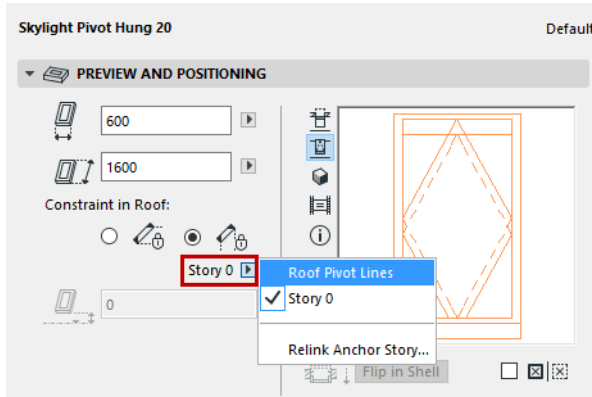 Skylight Pivot Hung 20
Default
PREVIEW AND POSITIONING
600
1600
Constraint in Roof:
Story 0
Roof Pivot Lines
Story 0
0
Relink Anchor Story...
Flip in Shell